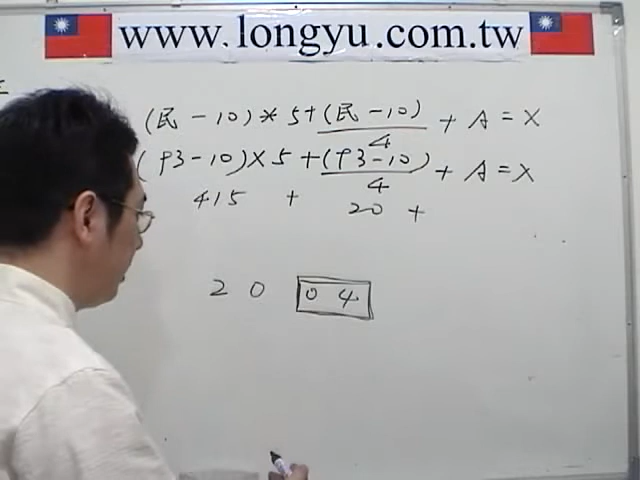 www.longyu.com.tw
(民-10)*5+(民-10)/4+A=X
(93-10)×5+(93-10)/4+A=X
415 + 20 +
20 04